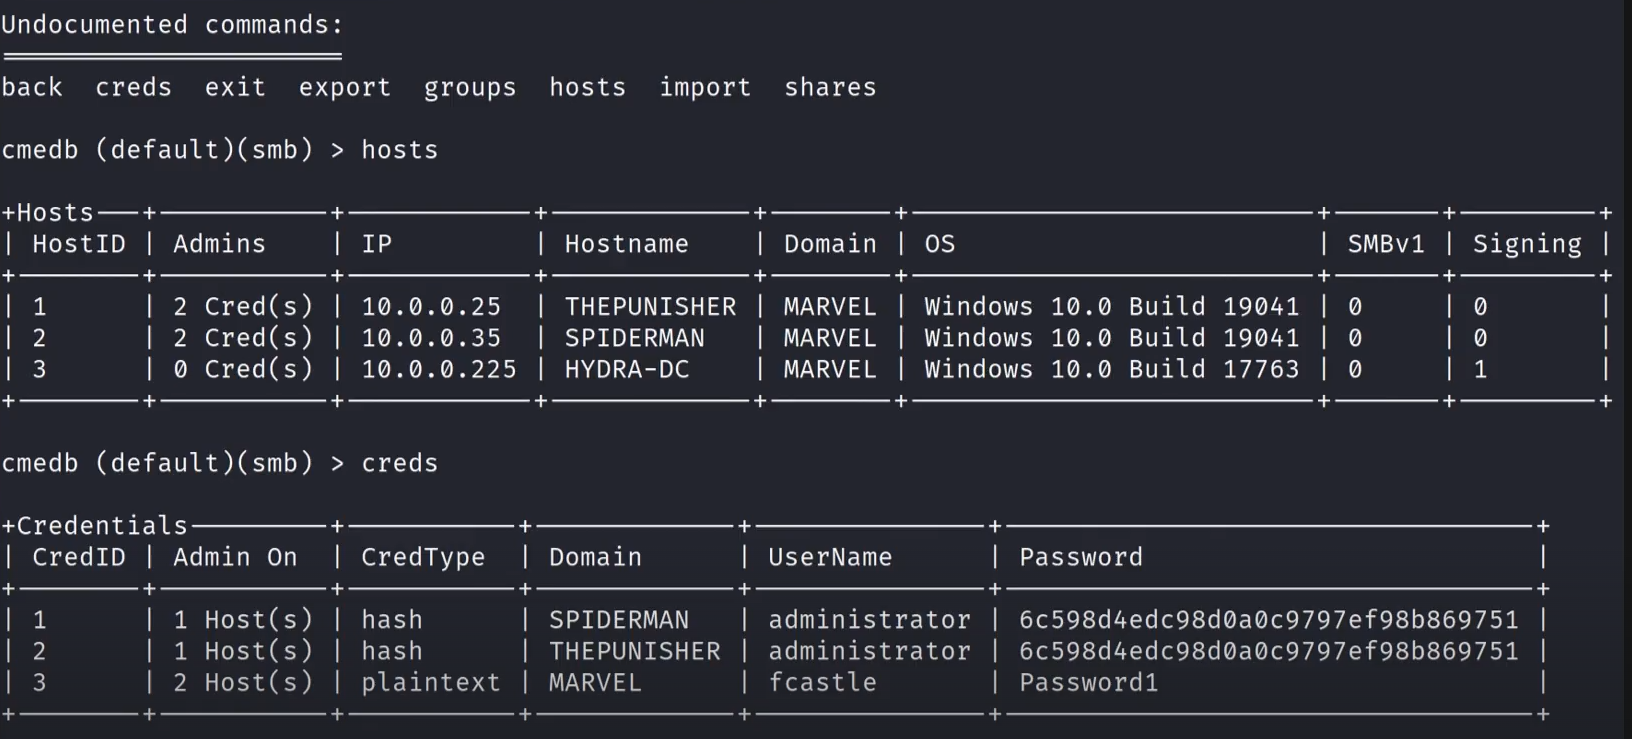 Undocumented commands:
======================
back  creds  exit  export  groups  hosts  import  shares
cmedb (default)(smb) > hosts
+Hosts---+-----------+------------+--------------+---------+---------------------------+-------+---------+
| HostID | Admins    | IP         | Hostname     | Domain  | OS                        | SMBv1 | Signing |
+--------+-----------+------------+--------------+---------+---------------------------+-------+---------+
| 1      | 2 Cred(s) | 10.0.0.25  | THEPUNISHER  | MARVEL  | Windows 10.0 Build 19041  | 0     | 0       |
| 2      | 2 Cred(s) | 10.0.0.35  | SPIDERMAN    | MARVEL  | Windows 10.0 Build 19041  | 0     | 0       |
| 3      | 0 Cred(s) | 10.0.0.225 | HYDRA-DC     | MARVEL  | Windows 10.0 Build 17763  | 0     | 1       |
+--------+-----------+------------+--------------+---------+---------------------------+-------+---------+
cmedb (default)(smb) > creds
+Credentials---------+-----------+-------------+---------------+----------------------------------+
| CredID | Admin On  | CredType  | Domain      | UserName      | Password                         |
+--------+-----------+-----------+-------------+---------------+----------------------------------+
| 1      | 1 Host(s) | hash      | SPIDERMAN   | administrator | 6c598d4edc98d0a0c9797ef98b869751 |
| 2      | 1 Host(s) | hash      | THEPUNISHER | administrator | 6c598d4edc98d0a0c9797ef98b869751 |
| 3      | 2 Host(s) | plaintext | MARVEL      | fcastle       | Password1                        |
+--------+-----------+-----------+-------------+---------------+----------------------------------+